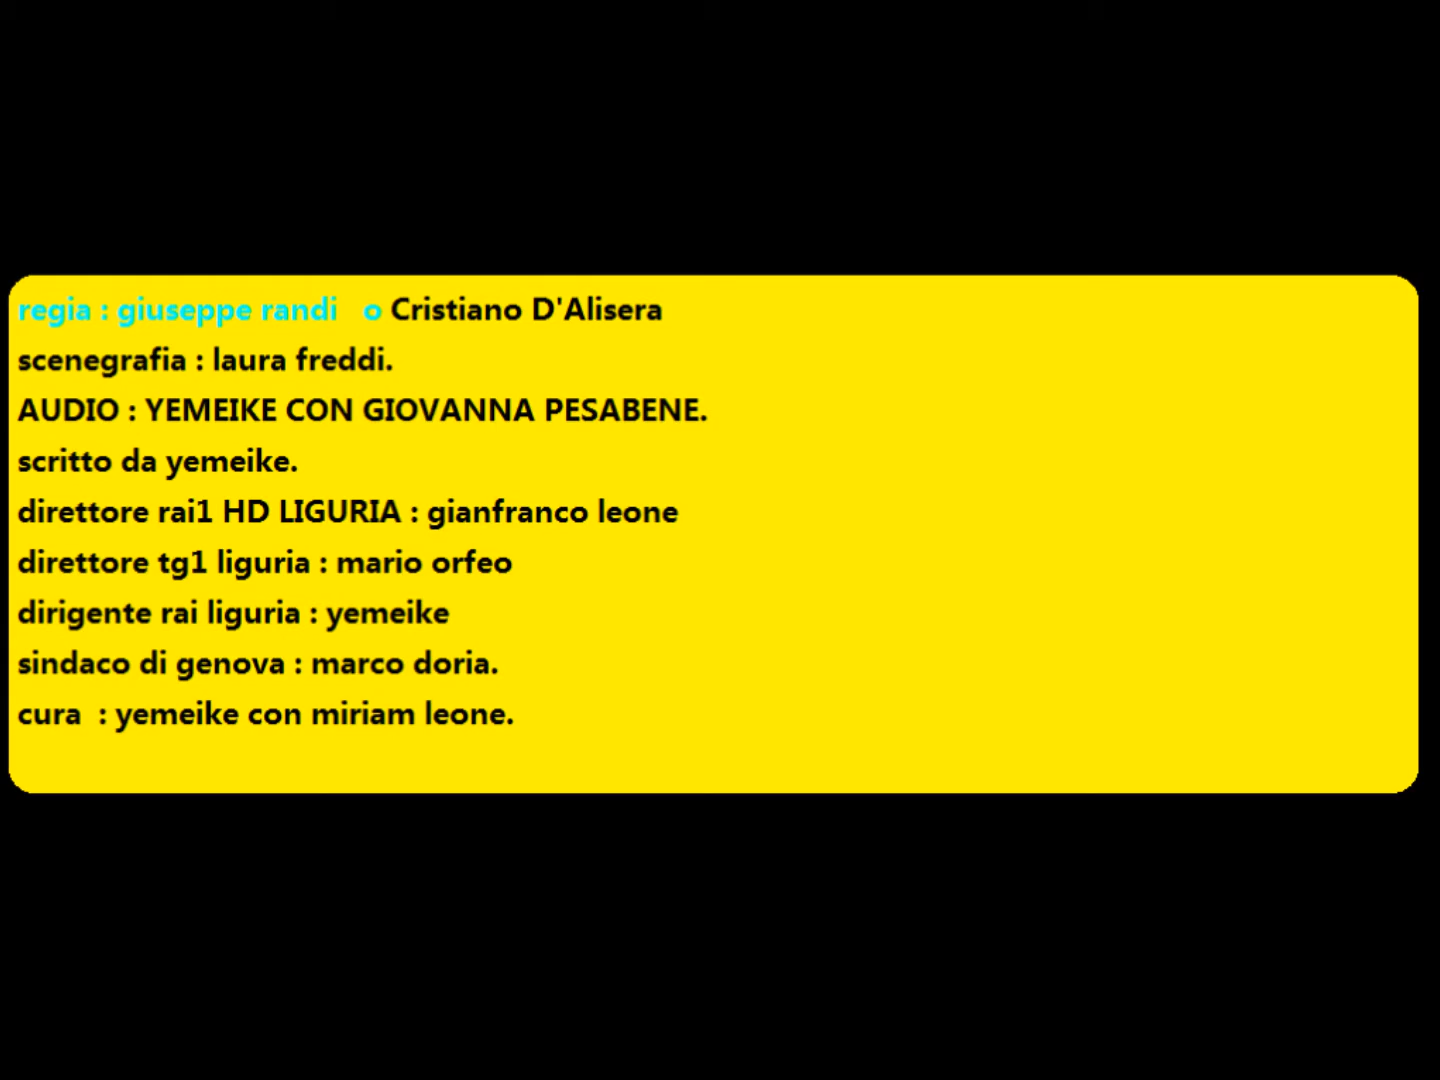 regia : giuseppe randi   o Cristiano D'Alisera
scenegrafia : laura freddi.
AUDIO : YEMEIKE CON GIOVANNA PESABENE.
scritto da yemeike.
direttore rai1 HD LIGURIA : gianfranco leone
direttore tg1 liguria : mario orfeo
dirigente rai liguria : yemeike
sindaco di genova : marco doria.
cura  : yemeike con miriam leone.